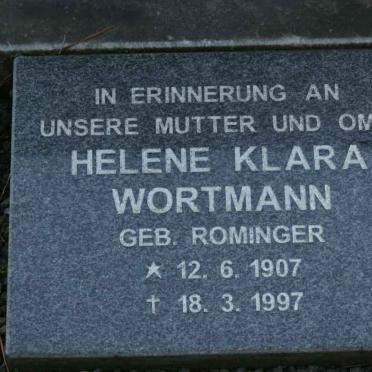 IN ERINNERUNG AN
UNSERE MUTTER UND OM
HELENE KLARA
WORTMANN
GEB. ROMINGER
★ 12. 6. 1907
† 18. 3. 1997